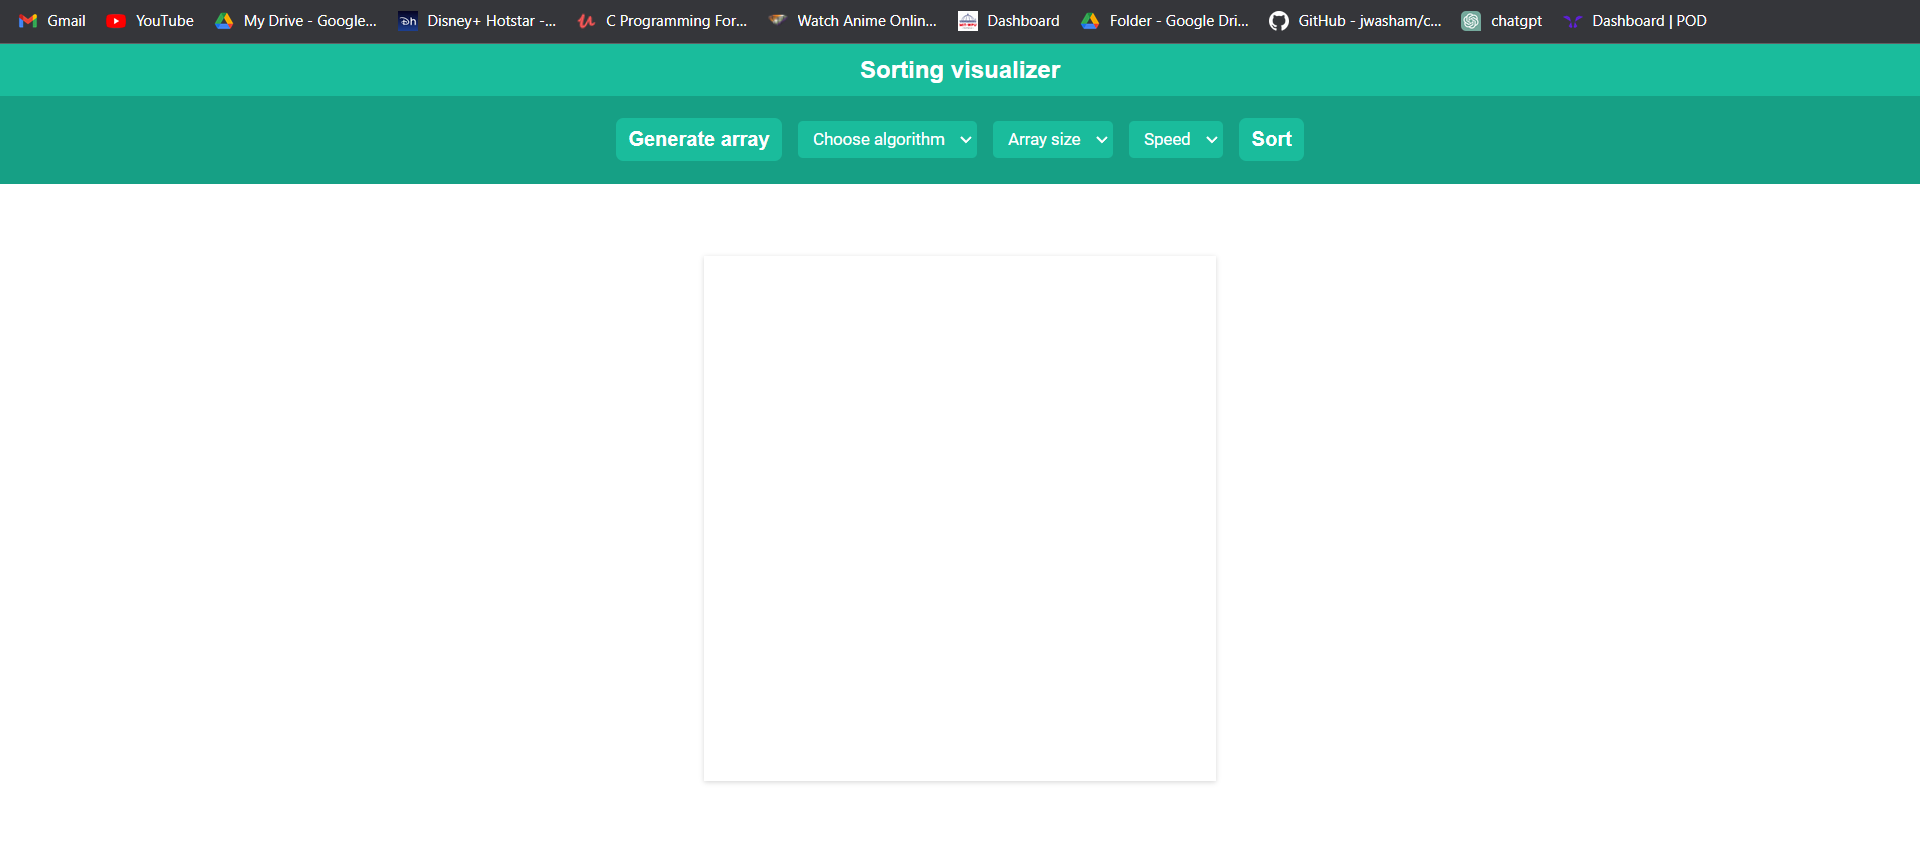 Gmail YouTube My Drive - Google... Disney+ Hotstar -... C Programming For... Watch Anime Onlin... Dashboard Folder - Google Dri... GitHub - jwasham/c... chatgpt Dashboard | POD
Sorting visualizer
Generate array Choose algorithm Array size Speed Sort